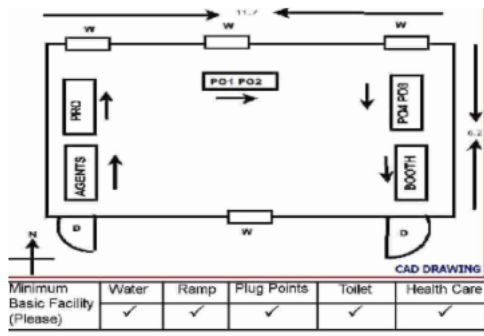 11.2
W W W
PO1 PO2
PRO
PO4 PO3
6.2
AGENTS
BOOTH
D
W
D
N
CAD DRAWING
Minimum Basic Facility (Please) Water Ramp Plug Points Toilet Health Care
✓ ✓ ✓ ✓ ✓